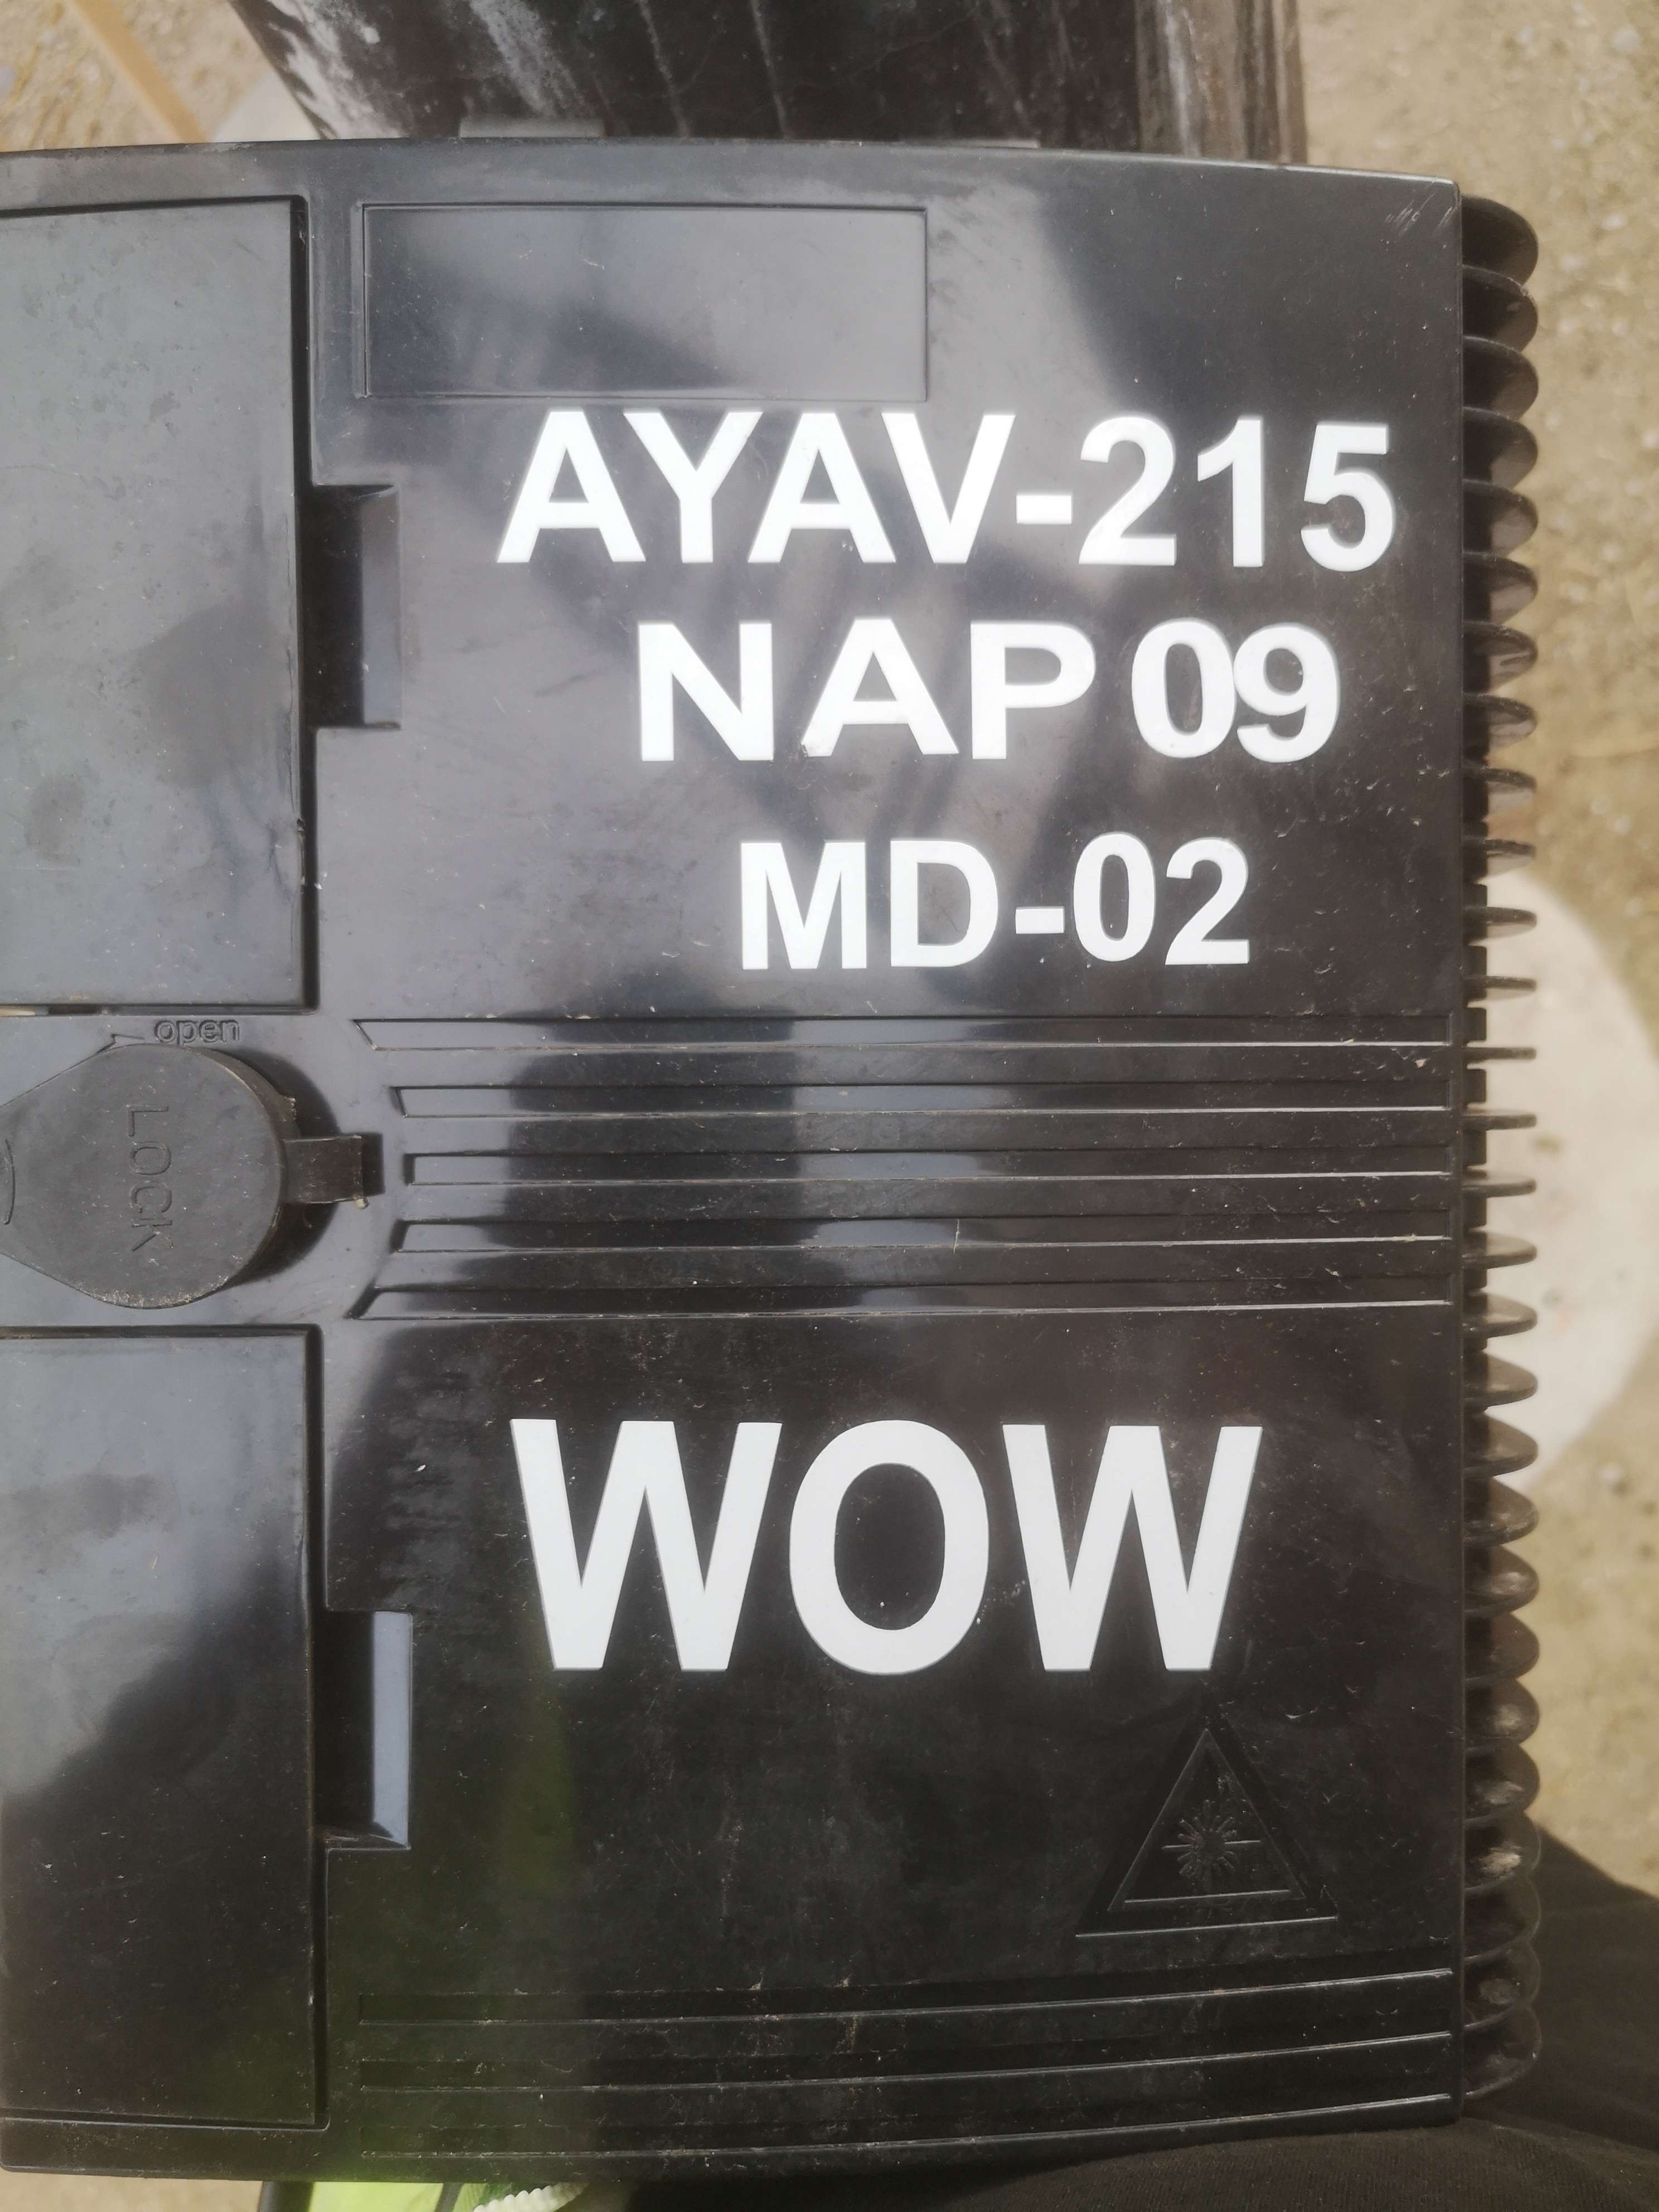 AYAV-215
NAP 09
MD-02
open
LOCK
WOW